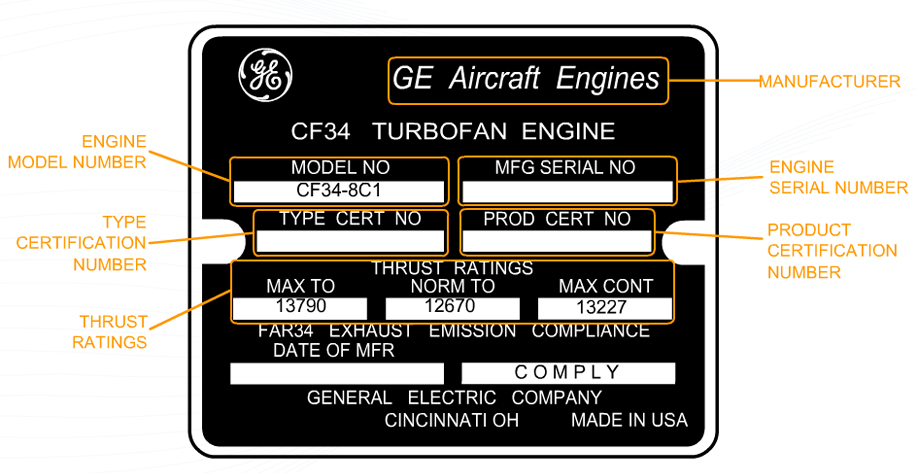 GE
GE Aircraft Engines
MANUFACTURER
CF34 TURBOFAN ENGINE
ENGINE
MODEL NUMBER
MODEL NO
CF34-8C1
MFG SERIAL NO
ENGINE
SERIAL NUMBER
TYPE
CERTIFICATION
NUMBER
TYPE CERT NO
PROD CERT NO
PRODUCT
CERTIFICATION
NUMBER
THRUST RATINGS
MAX TO
13790
NORM TO
12670
MAX CONT
13227
THRUST
RATINGS
FAR34 EXHAUST EMISSION COMPLIANCE
DATE OF MFR
COMPLY
GENERAL ELECTRIC COMPANY
CINCINNATI OH MADE IN USA